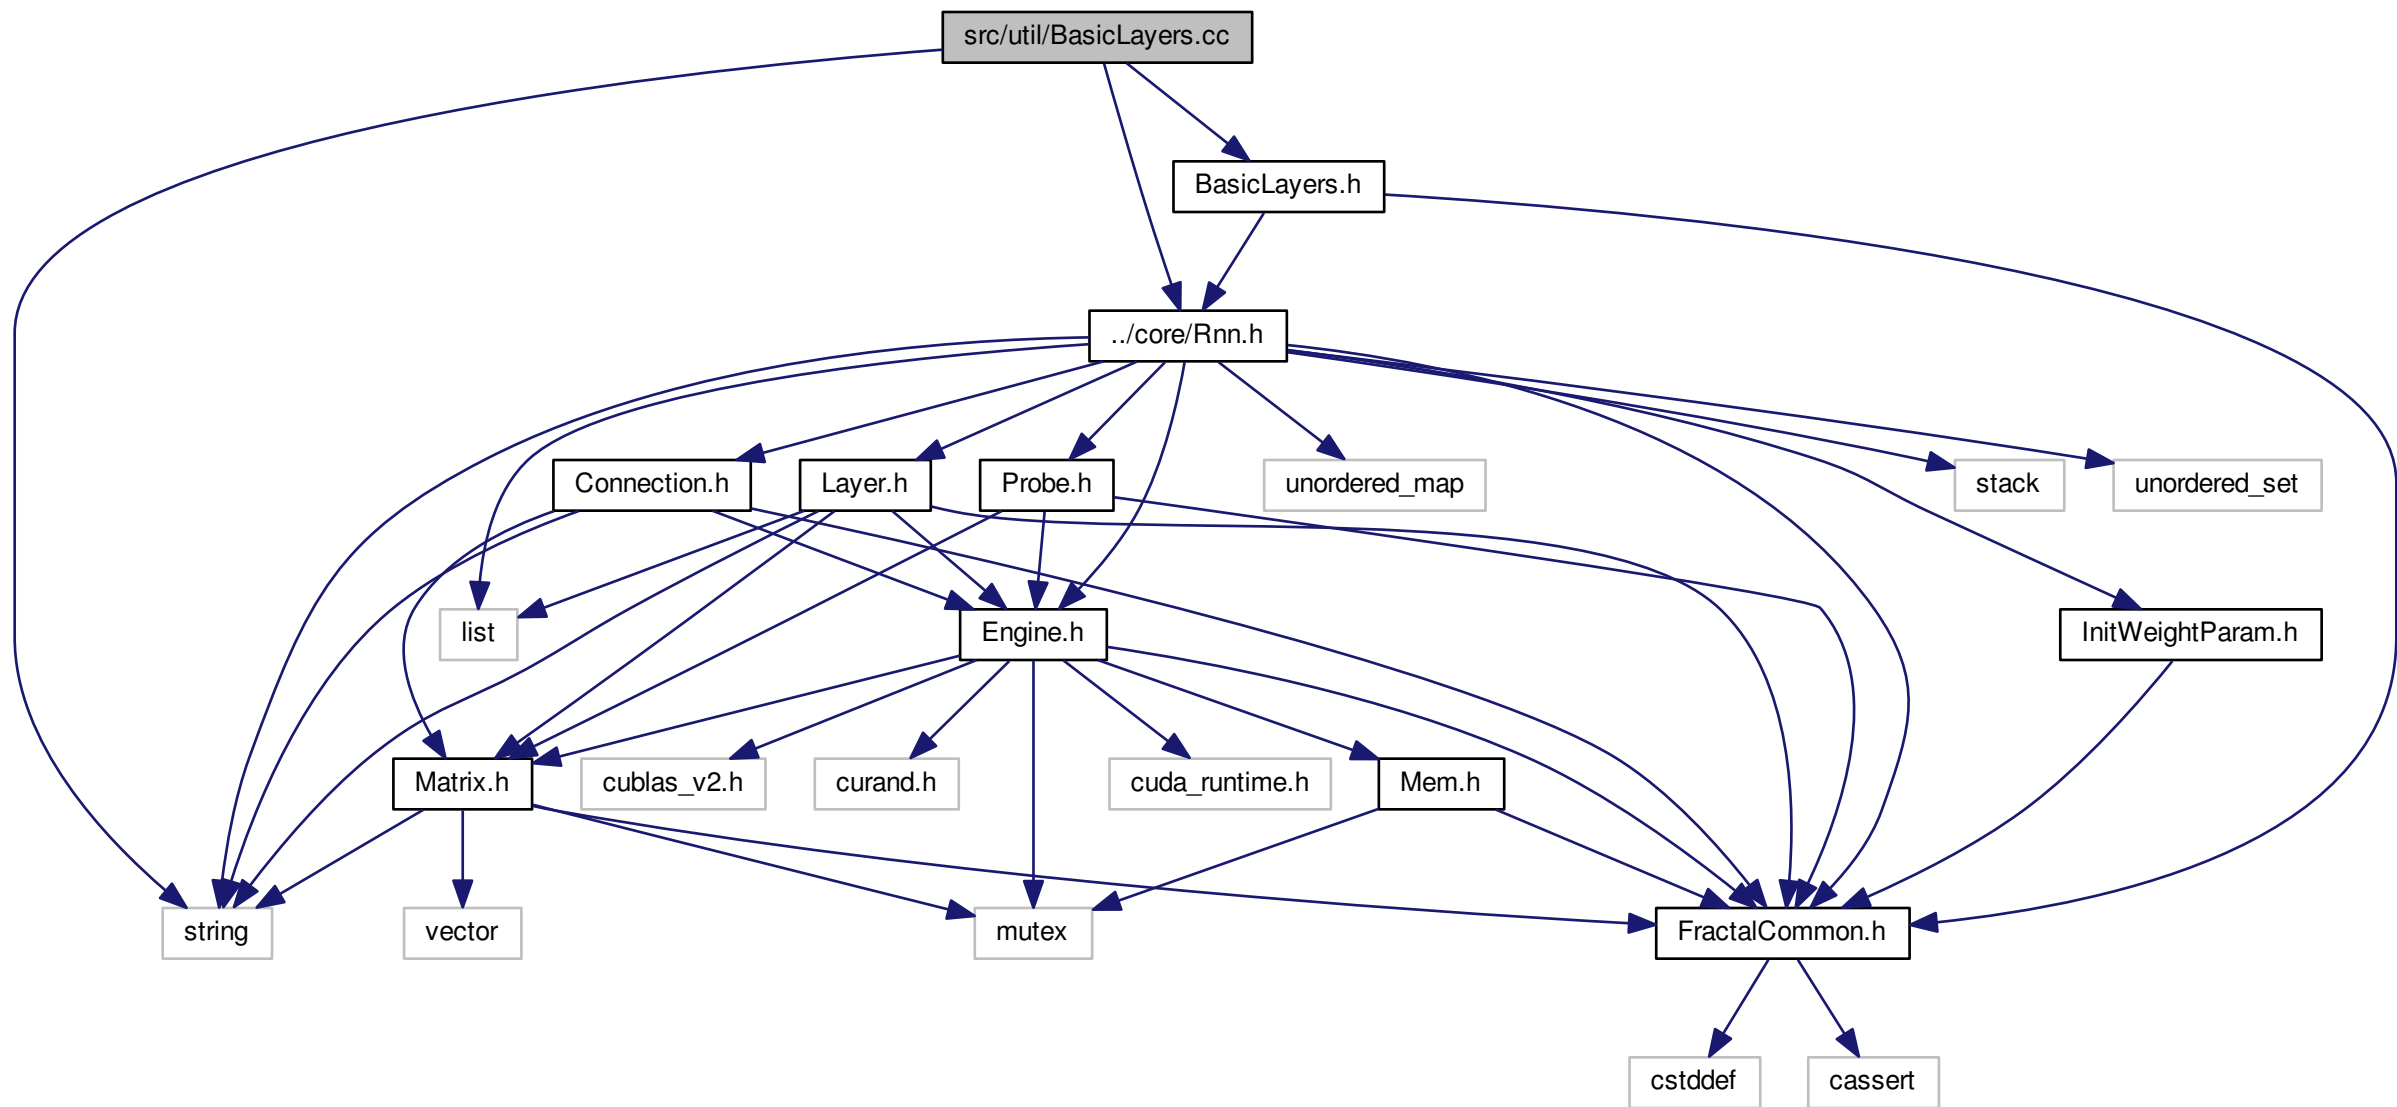 src/util/BasicLayers.cc
BasicLayers.h
../core/Rnn.h
Connection.h
Layer.h
Probe.h
unordered_map
stack
unordered_set
list
Engine.h
InitWeightParam.h
Matrix.h
cublas_v2.h
curand.h
cuda_runtime.h
Mem.h
string
vector
mutex
FractalCommon.h
cstddef
cassert